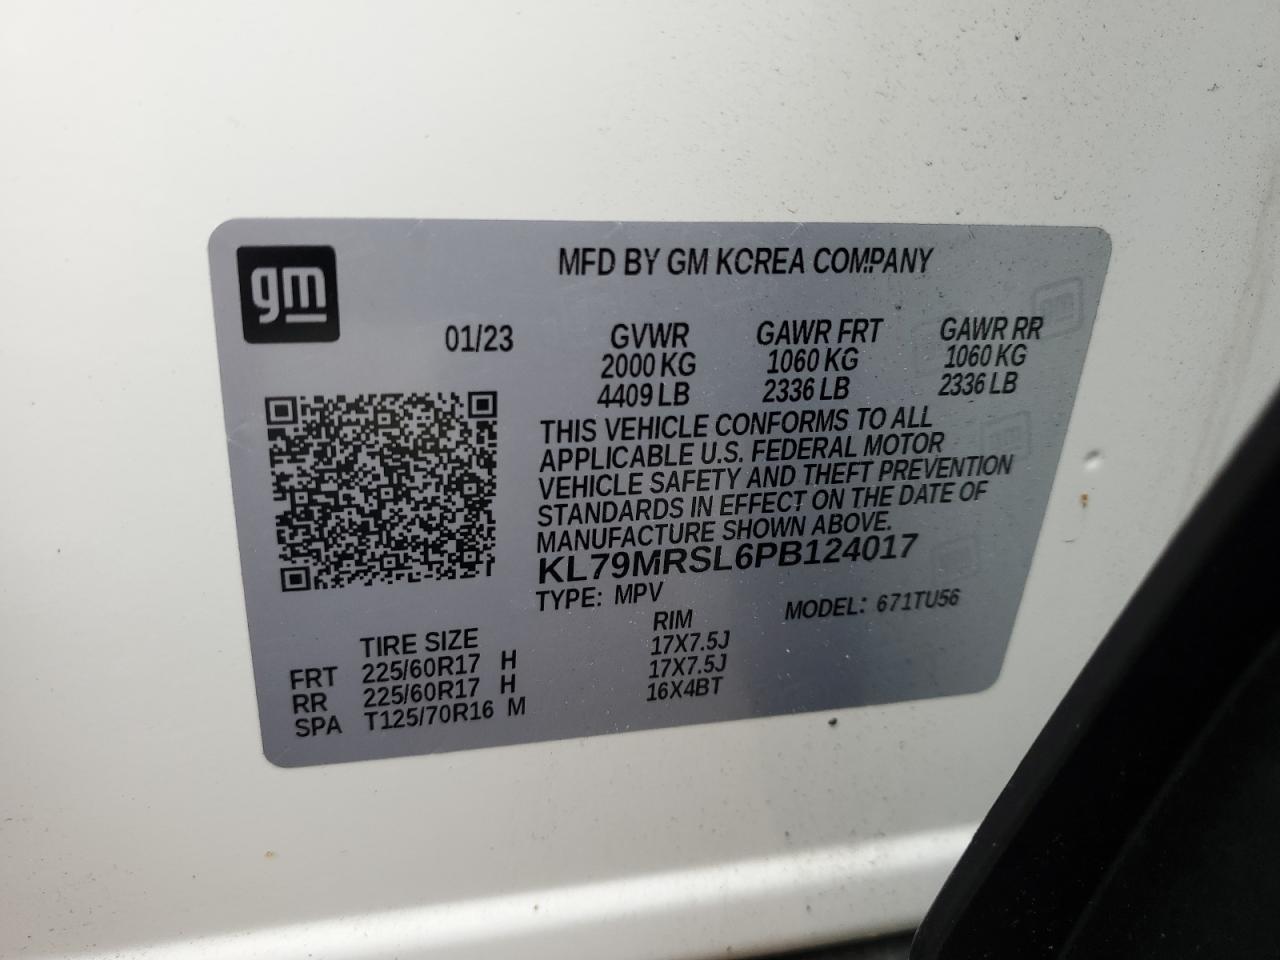 gm
MFD BY GM KOREA COMPANY
01/23 GVWR GAWR FRT GAWR RR
2000 KG 1060 KG 1060 KG
4409 LB 2336 LB 2336 LB
THIS VEHICLE CONFORMS TO ALL
APPLICABLE U.S. FEDERAL MOTOR
VEHICLE SAFETY AND THEFT PREVENTION
STANDARDS IN EFFECT ON THE DATE OF
MANUFACTURE SHOWN ABOVE.
KL79MRSL6PB124017
TYPE: MPV MODEL: 671TU56
TIRE SIZE RIM
FRT 225/60R17 H 17X7.5J
RR 225/60R17 H 17X7.5J
SPA T125/70R16 M 16X4BT